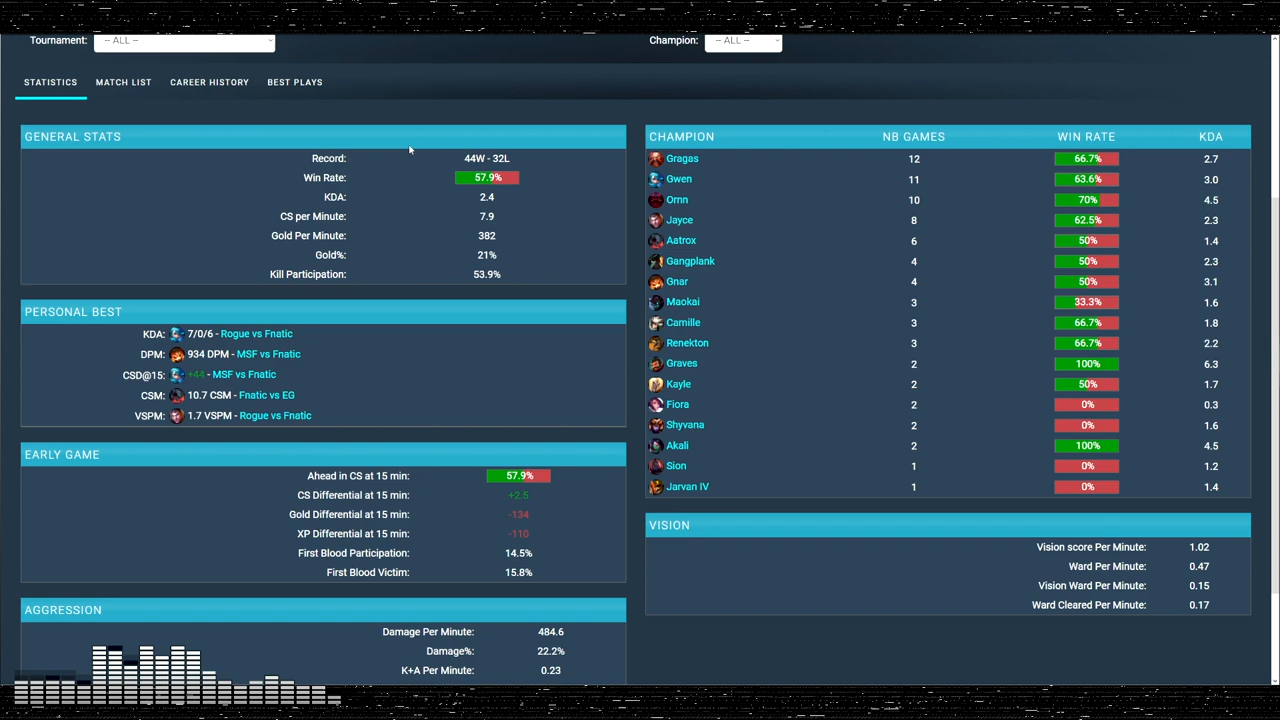 Tournament: -- ALL -- Champion: -- ALL --
STATISTICS MATCH LIST CAREER HISTORY BEST PLAYS
GENERAL STATS
Record: 44W - 32L
Win Rate: 57.9%
KDA: 2.4
CS per Minute: 7.9
Gold Per Minute: 382
Gold%: 21%
Kill Participation: 53.9%
PERSONAL BEST
KDA: 7/0/6 - Rogue vs Fnatic
DPM: 934 DPM - MSF vs Fnatic
CSD@15: +44 - MSF vs Fnatic
CSM: 10.7 CSM - Fnatic vs EG
VSPM: 1.7 VSPM - Rogue vs Fnatic
EARLY GAME
Ahead in CS at 15 min: 57.9%
CS Differential at 15 min: +2.5
Gold Differential at 15 min: -134
XP Differential at 15 min: -110
First Blood Participation: 14.5%
First Blood Victim: 15.8%
AGGRESSION
Damage Per Minute: 484.6
Damage%: 22.2%
K+A Per Minute: 0.23
CHAMPION NB GAMES WIN RATE KDA
Gragas 12 66.7% 2.7
Gwen 11 63.6% 3.0
Ornn 10 70% 4.5
Jayce 8 62.5% 2.3
Aatrox 6 50% 1.4
Gangplank 4 50% 2.3
Gnar 4 50% 3.1
Maokai 3 33.3% 1.6
Camille 3 66.7% 1.8
Renekton 3 66.7% 2.2
Graves 2 100% 6.3
Kayle 2 50% 1.7
Fiora 2 0% 0.3
Shyvana 2 0% 1.6
Akali 2 100% 4.5
Sion 1 0% 1.2
Jarvan IV 1 0% 1.4
VISION
Vision score Per Minute: 1.02
Ward Per Minute: 0.47
Vision Ward Per Minute: 0.15
Ward Cleared Per Minute: 0.17